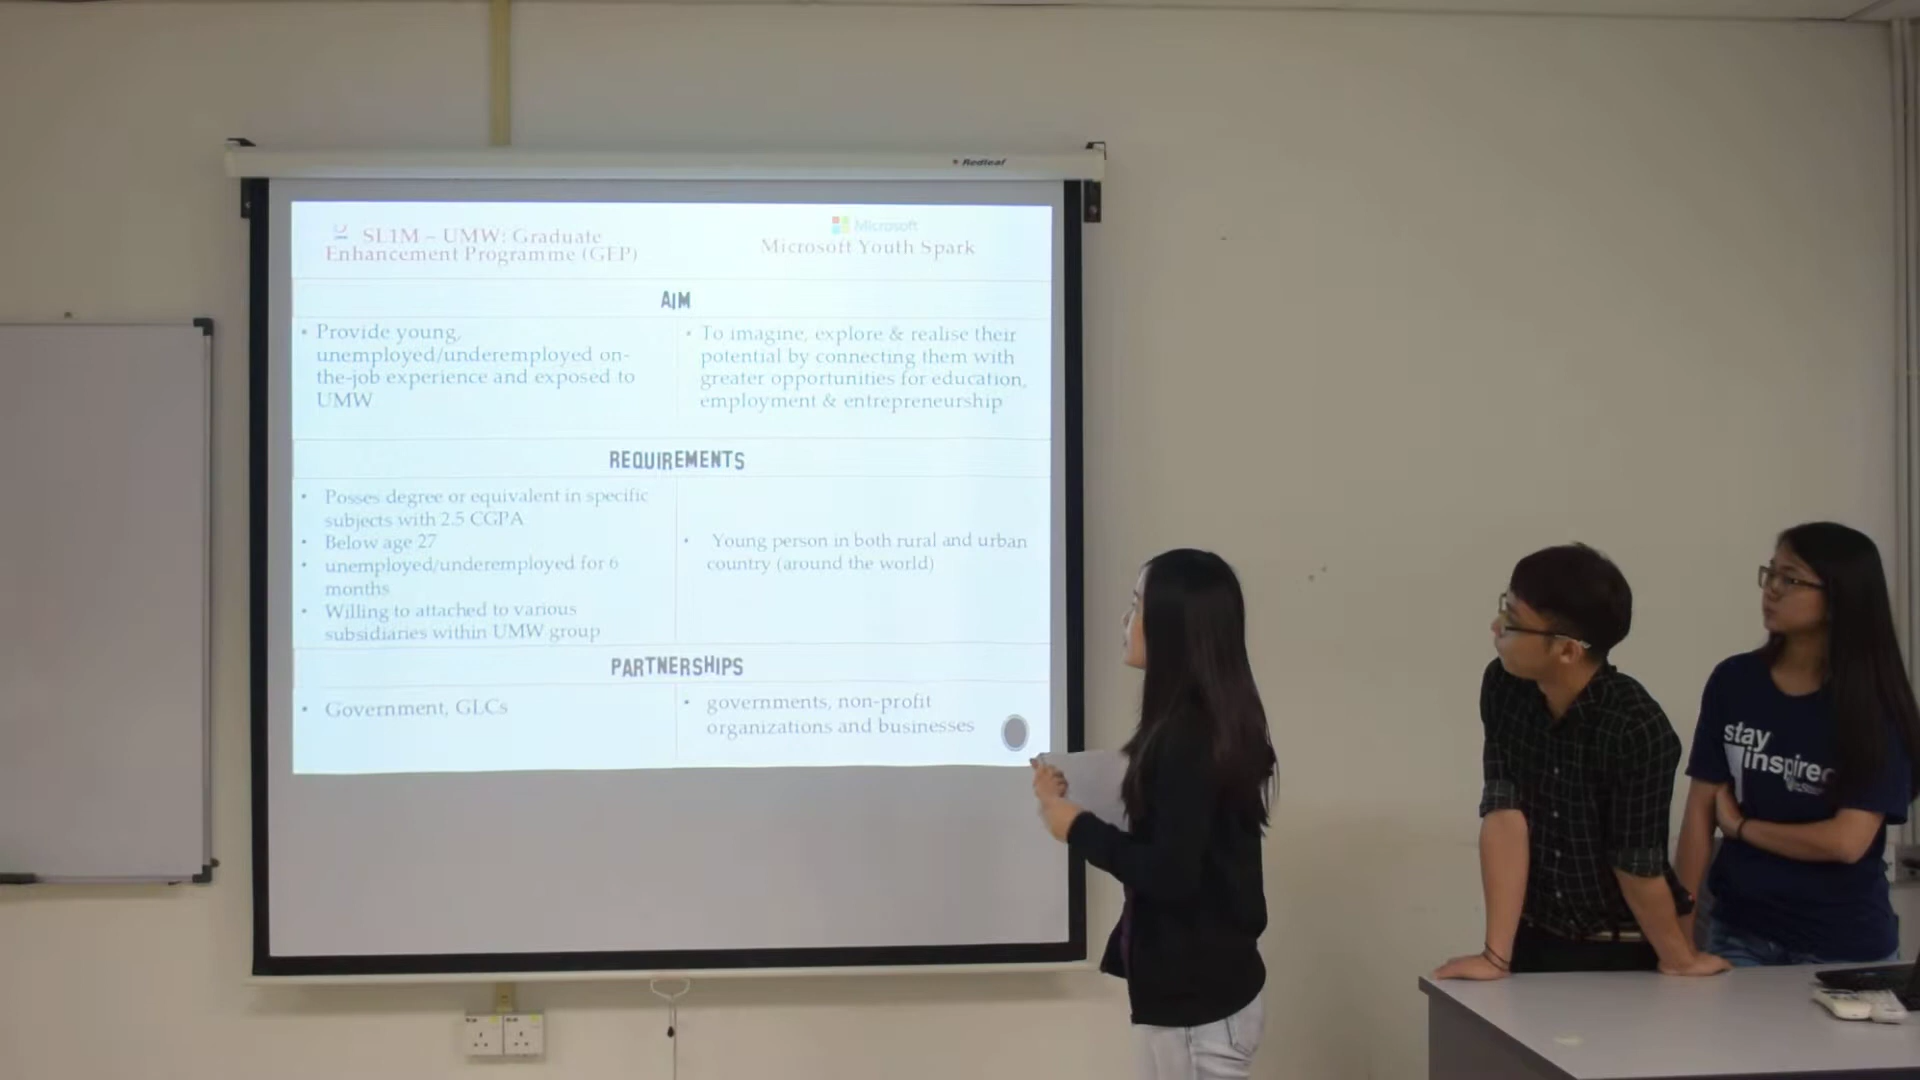 Redleaf
SL1M – UMW: Graduate
Enhancement Programme (GEP)
Microsoft
Microsoft Youth Spark
AIM
• Provide young,
unemployed/underemployed on-
the-job experience and exposed to
UMW
• To imagine, explore & realise their
potential by connecting them with
greater opportunities for education,
employment & entrepreneurship
REQUIREMENTS
• Posses degree or equivalent in specific
subjects with 2.5 CGPA
• Below age 27
• unemployed/underemployed for 6
months
• Willing to attached to various
subsidiaries within UMW group
• Young person in both rural and urban
country (around the world)
PARTNERSHIPS
• Government, GLCs
• governments, non-profit
organizations and businesses
stay
inspired